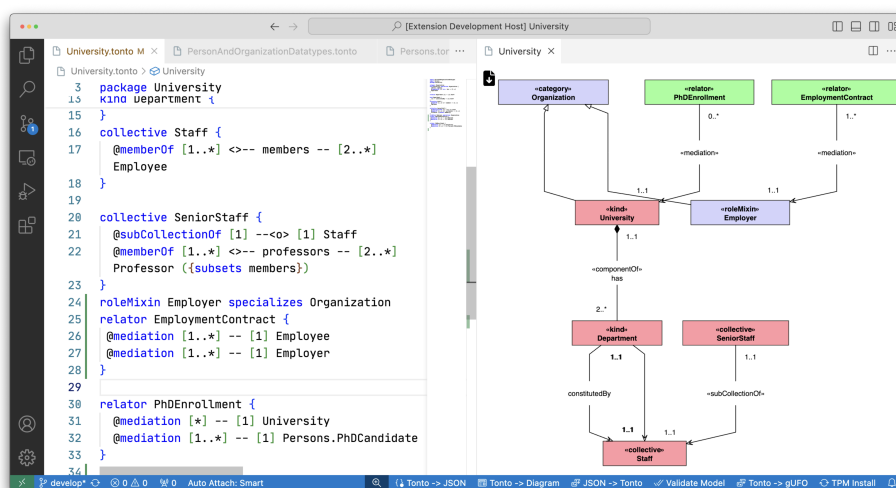 [Extension Development Host] University
University.tonto M
PersonAndOrganizationDatatypes.tonto
Persons.tor
University.tonto > University
3 package University
13 kind Department {
15 }
16 collective Staff {
17 @memberOf [1..*] <>-- members -- [2..*]
Employee
18 }
19
20 collective SeniorStaff {
21 @subCollectionOf [1] --<o> [1] Staff
22 @memberOf [1..*] <>-- professors -- [2..*]
Professor ({subsets members})
23 }
24 roleMixin Employer specializes Organization
25 relator EmploymentContract {
26 @mediation [1..*] -- [1] Employee
27 @mediation [1..*] -- [1] Employer
28 }
29
30 relator PhDEnrollment {
31 @mediation [*] -- [1] University
32 @mediation [1..*] -- [1] Persons.PhDCandidate
33 }
34
University
«category»
Organization
«relator»
PhDEnrollment
«relator»
EmploymentContract
0..*
1..*
«mediation»
«mediation»
1..1
1..1
«kind»
University
«roleMixin»
Employer
1..1
«componentOf»
has
2..*
«kind»
Department
«collective»
SeniorStaff
1..1
1..1
1..1
constitutedBy
«subCollectionOf»
1..1
1..1
1..1
«collective»
Staff
1
develop* 0 0 0 Auto Attach: Smart Tonto -> JSON Tonto -> Diagram JSON -> Tonto Validate Model Tonto -> gUFO TPM Install